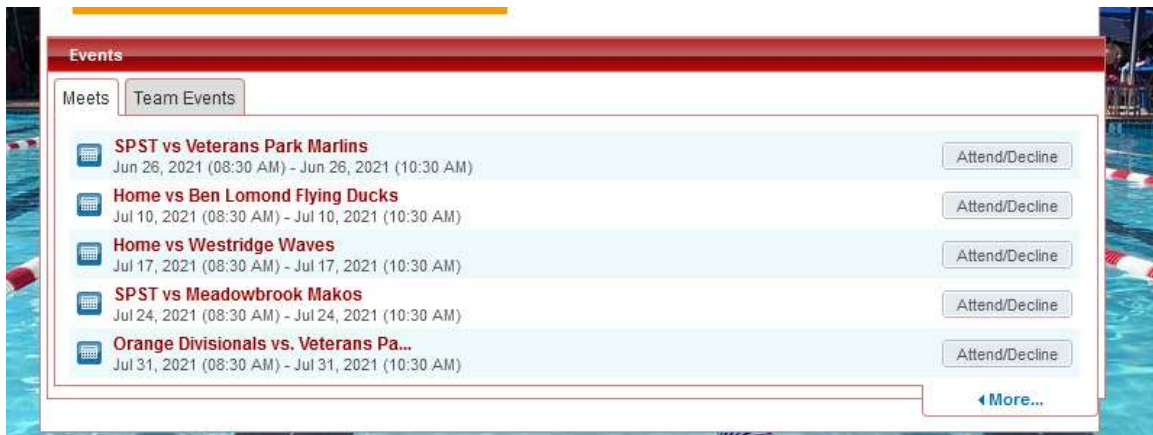 Events
Meets
Team Events
SPST vs Veterans Park Marlins
Jun 26, 2021 (08:30 AM) - Jun 26, 2021 (10:30 AM)
Attend/Decline
Home vs Ben Lomond Flying Ducks
Jul 10, 2021 (08:30 AM) - Jul 10, 2021 (10:30 AM)
Attend/Decline
Home vs Westridge Waves
Jul 17, 2021 (08:30 AM) - Jul 17, 2021 (10:30 AM)
Attend/Decline
SPST vs Meadowbrook Makos
Jul 24, 2021 (08:30 AM) - Jul 24, 2021 (10:30 AM)
Attend/Decline
Orange Divisionals vs. Veterans Pa...
Jul 31, 2021 (08:30 AM) - Jul 31, 2021 (10:30 AM)
Attend/Decline
More...